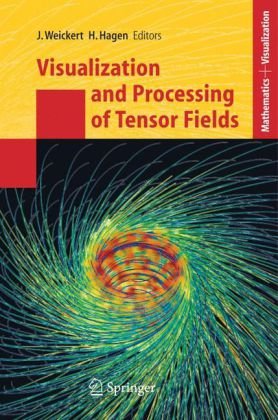 J. Weickert H. Hagen Editors
Visualization
and Processing
of Tensor Fields
Mathematics+Visualization
Springer